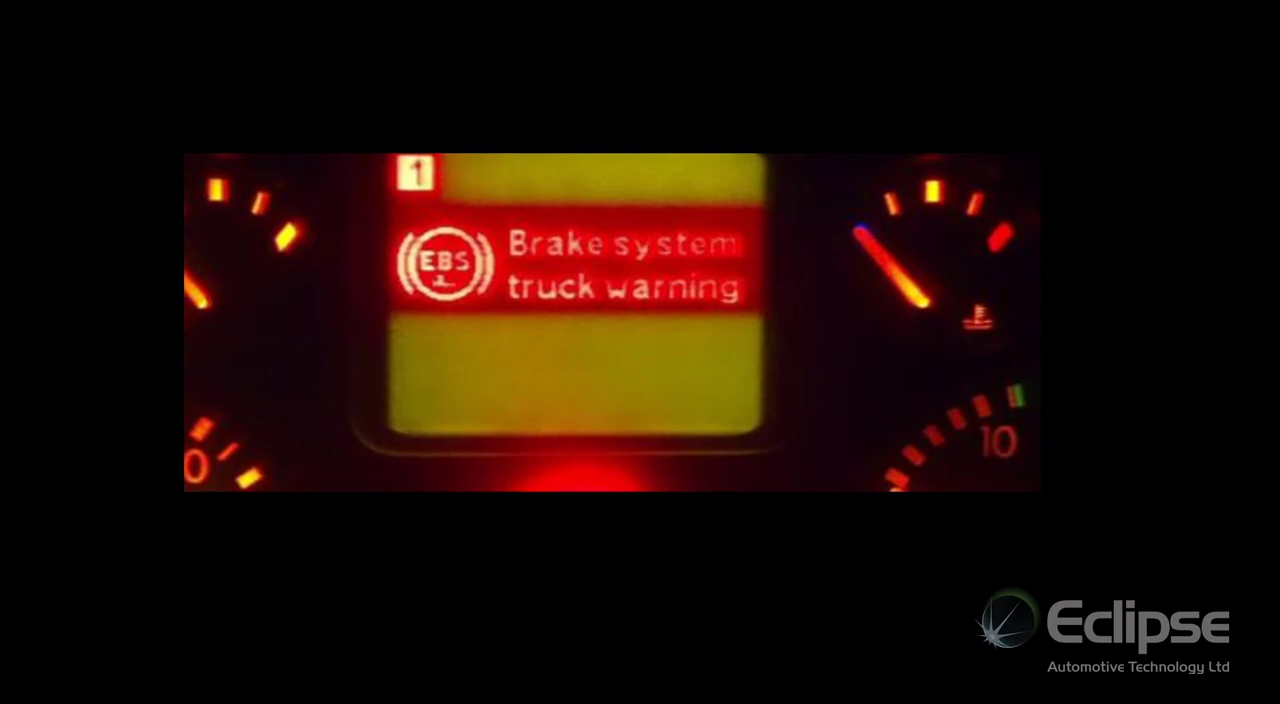 1
EBS
Brake system
truck warning
0
10
Eclipse
Automotive Technology Ltd